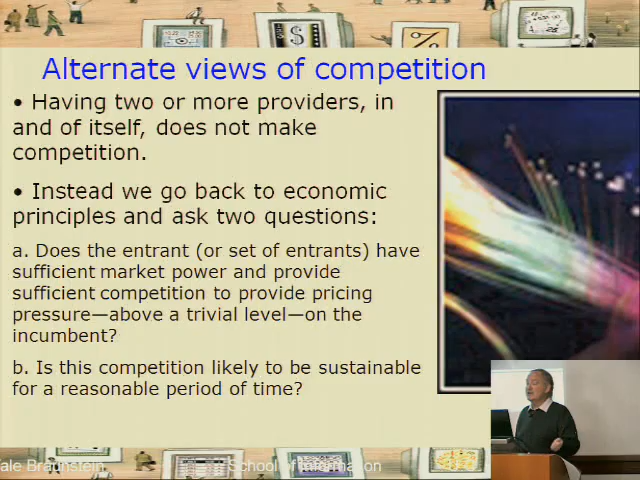 Alternate views of competition
• Having two or more providers, in
and of itself, does not make
competition.
• Instead we go back to economic
principles and ask two questions:
a. Does the entrant (or set of entrants) have
sufficient market power and provide
sufficient competition to provide pricing
pressure—above a trivial level—on the
incumbent?
b. Is this competition likely to be sustainable
for a reasonable period of time?
Yale Braunstein School of Information